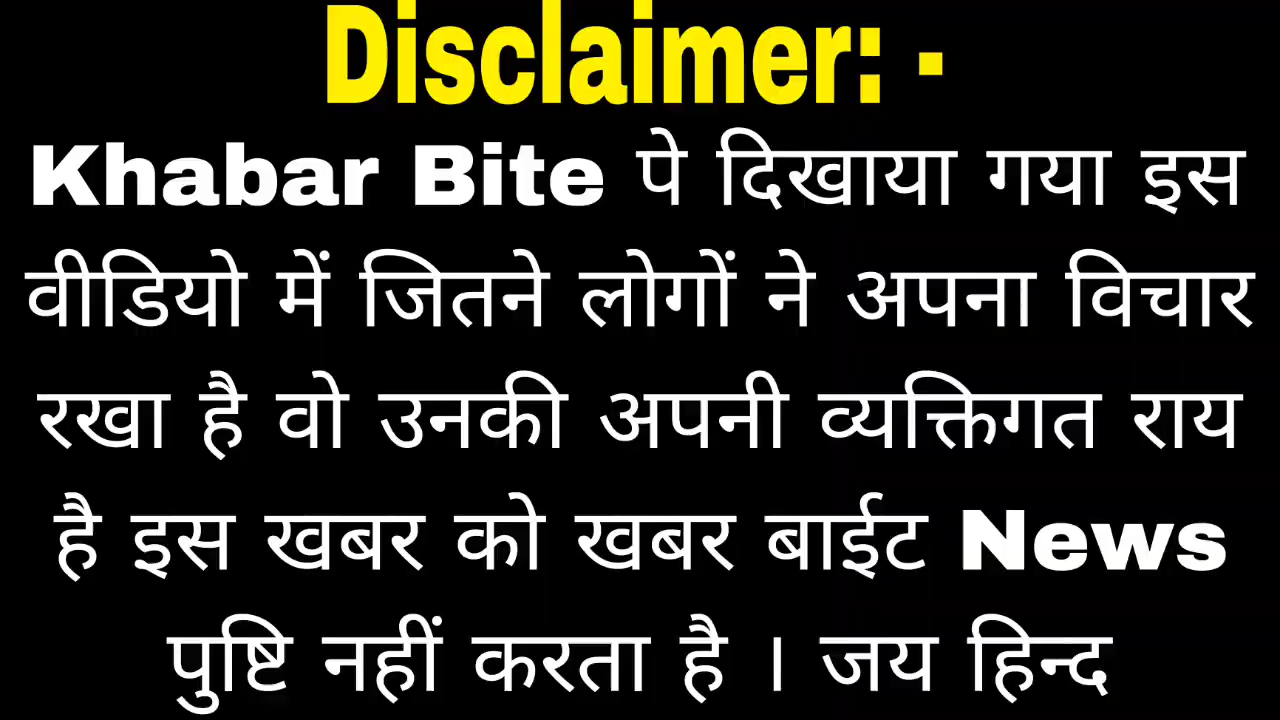 Disclaimer: -
Khabar Bite पे दिखाया गया इस
वीडियो में जितने लोगों ने अपना विचार
रखा है वो उनकी अपनी व्यक्तिगत राय
है इस खबर को खबर बाईट News
पुष्टि नहीं करता है । जय हिन्द